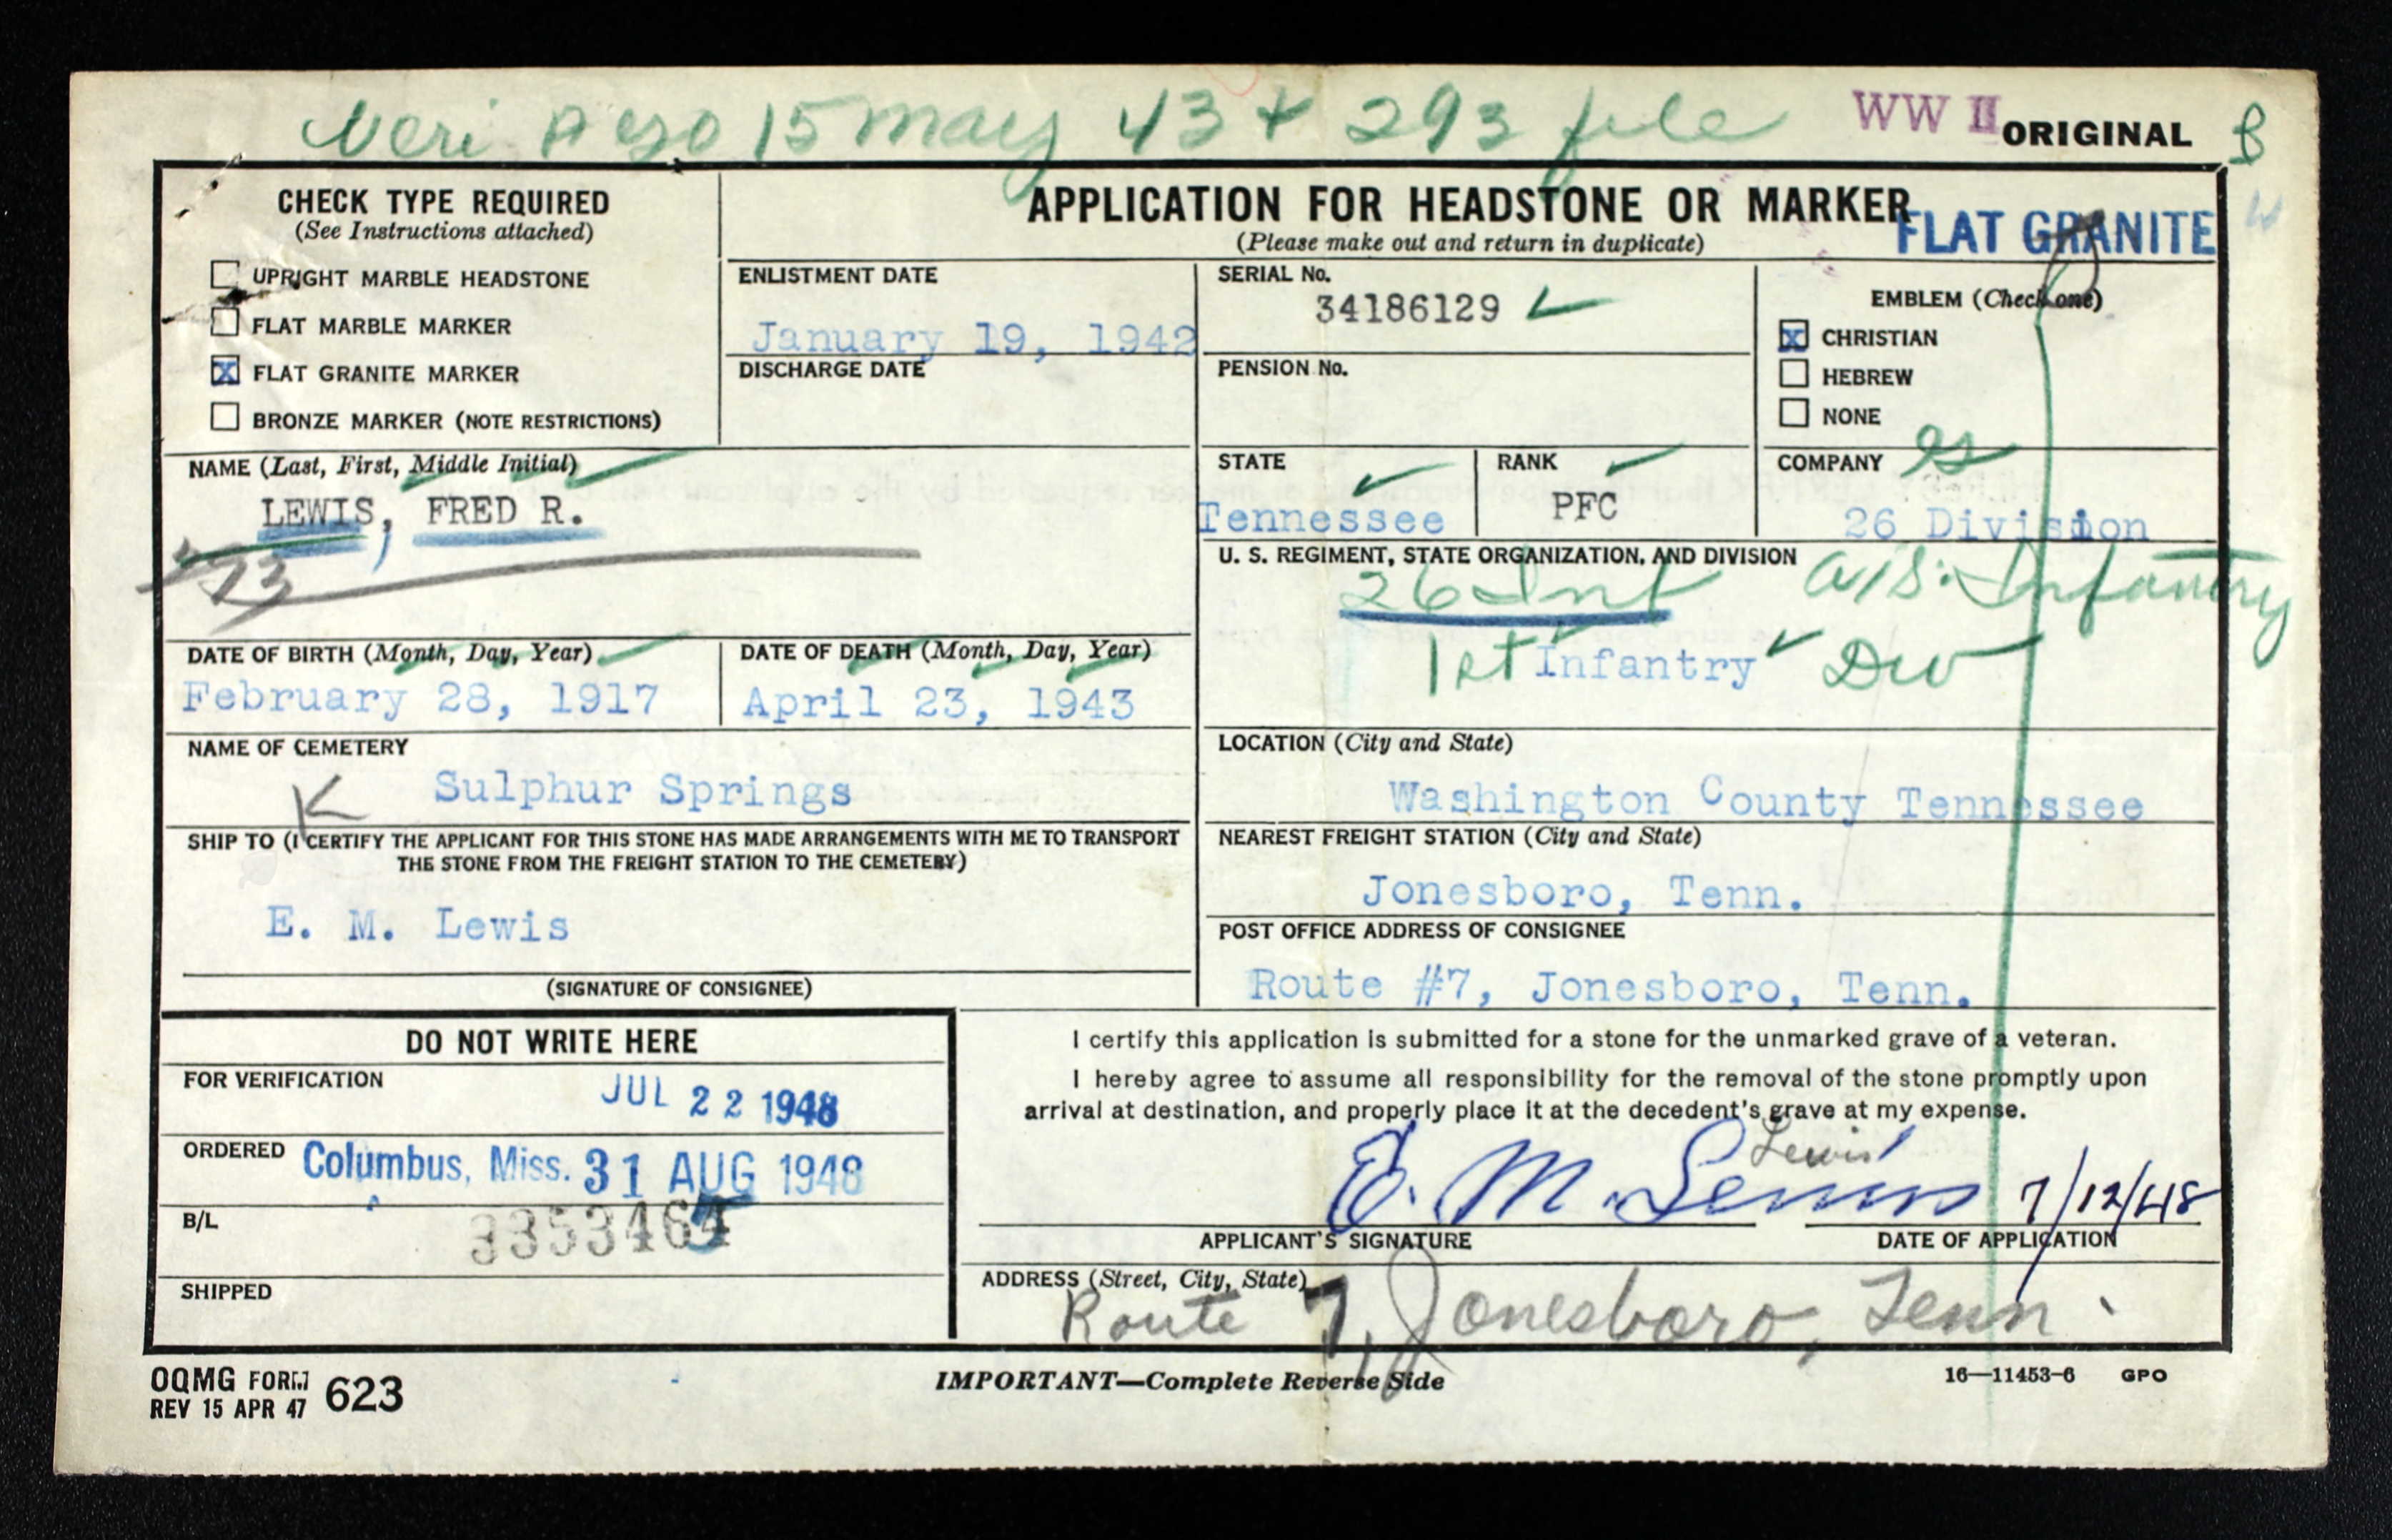 Veri Ago 15 may 43 + 293 file
WW II
ORIGINAL
B
CHECK TYPE REQUIRED
(See Instructions attached)
UPRIGHT MARBLE HEADSTONE
FLAT MARBLE MARKER
X FLAT GRANITE MARKER
BRONZE MARKER (NOTE RESTRICTIONS)
APPLICATION FOR HEADSTONE OR MARKER
(Please make out and return in duplicate)
FLAT GRANITE
ENLISTMENT DATE
January 19, 1942
DISCHARGE DATE
SERIAL No.
34186129
PENSION No.
EMBLEM (Check one)
X CHRISTIAN
HEBREW
NONE
NAME (Last, First, Middle Initial)
LEWIS, FRED R.
STATE
Tennessee
RANK
PFC
COMPANY
26 Division
U. S. REGIMENT, STATE ORGANIZATION, AND DIVISION
26 Inf
Infantry
1st Infantry Div
DATE OF BIRTH (Month, Day, Year)
February 28, 1917
DATE OF DEATH (Month, Day, Year)
April 23, 1943
NAME OF CEMETERY
K Sulphur Springs
LOCATION (City and State)
Washington County Tennessee
SHIP TO (I CERTIFY THE APPLICANT FOR THIS STONE HAS MADE ARRANGEMENTS WITH ME TO TRANSPORT
THE STONE FROM THE FREIGHT STATION TO THE CEMETERY)
E. M. Lewis
(SIGNATURE OF CONSIGNEE)
NEAREST FREIGHT STATION (City and State)
Jonesboro, Tenn.
POST OFFICE ADDRESS OF CONSIGNEE
Route #7, Jonesboro, Tenn.
DO NOT WRITE HERE
FOR VERIFICATION
JUL 22 1948
ORDERED
Columbus, Miss. 31 AUG 1948
B/L
SHIPPED
I certify this application is submitted for a stone for the unmarked grave of a veteran.
I hereby agree to assume all responsibility for the removal of the stone promptly upon
arrival at destination, and properly place it at the decedent's grave at my expense.
Lewis
E. M. Lewis 7/12/48
APPLICANT'S SIGNATURE
DATE OF APPLICATION
ADDRESS (Street, City, State)
Route 7, Jonesboro, Tenn.
OQMG FORM 623
REV 15 APR 47
IMPORTANT—Complete Reverse Side
16—11453-6 GPO